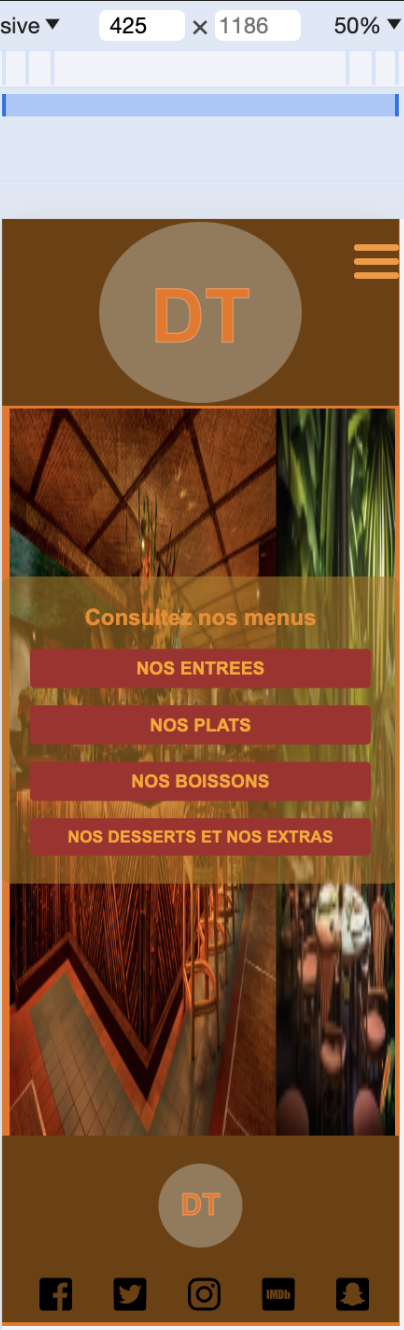 sive 425 × 1186 50%
DT
Consultez nos menus
NOS ENTREES
NOS PLATS
NOS BOISSONS
NOS DESSERTS ET NOS EXTRAS
DT
IMDb